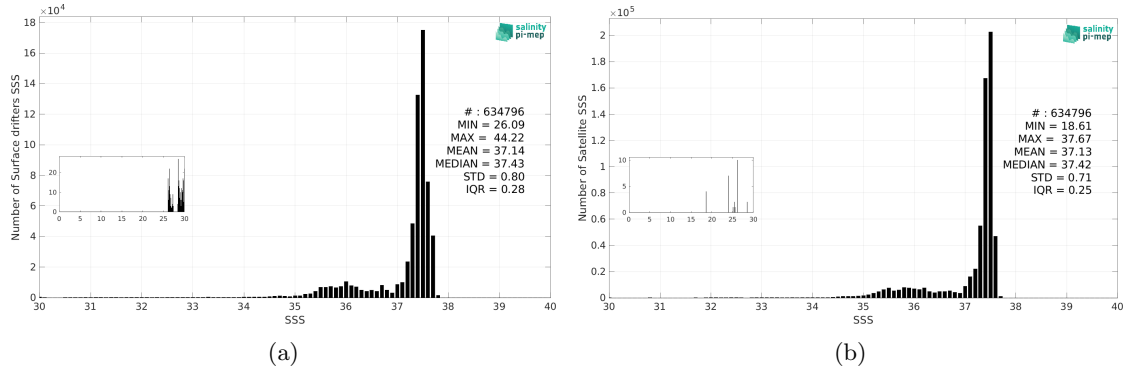 ×10^4
18
16
14
12
10
8
6
4
2
0
Number of Surface drifters SSS
salinity
pi-mep
# : 634796
MIN = 26.09
MAX = 44.22
MEAN = 37.14
MEDIAN = 37.43
STD = 0.80
IQR = 0.28
20
10
0
0 5 10 15 20 25 30
30 31 32 33 34 35 36 37 38 39 40
SSS
(a)
×10^5
2
1.8
1.6
1.4
1.2
1
0.8
0.6
0.4
0.2
0
Number of Satellite SSS
salinity
pi-mep
# : 634796
MIN = 18.61
MAX = 37.67
MEAN = 37.13
MEDIAN = 37.42
STD = 0.71
IQR = 0.25
10
5
0
0 5 10 15 20 25 30
30 31 32 33 34 35 36 37 38 39 40
SSS
(b)